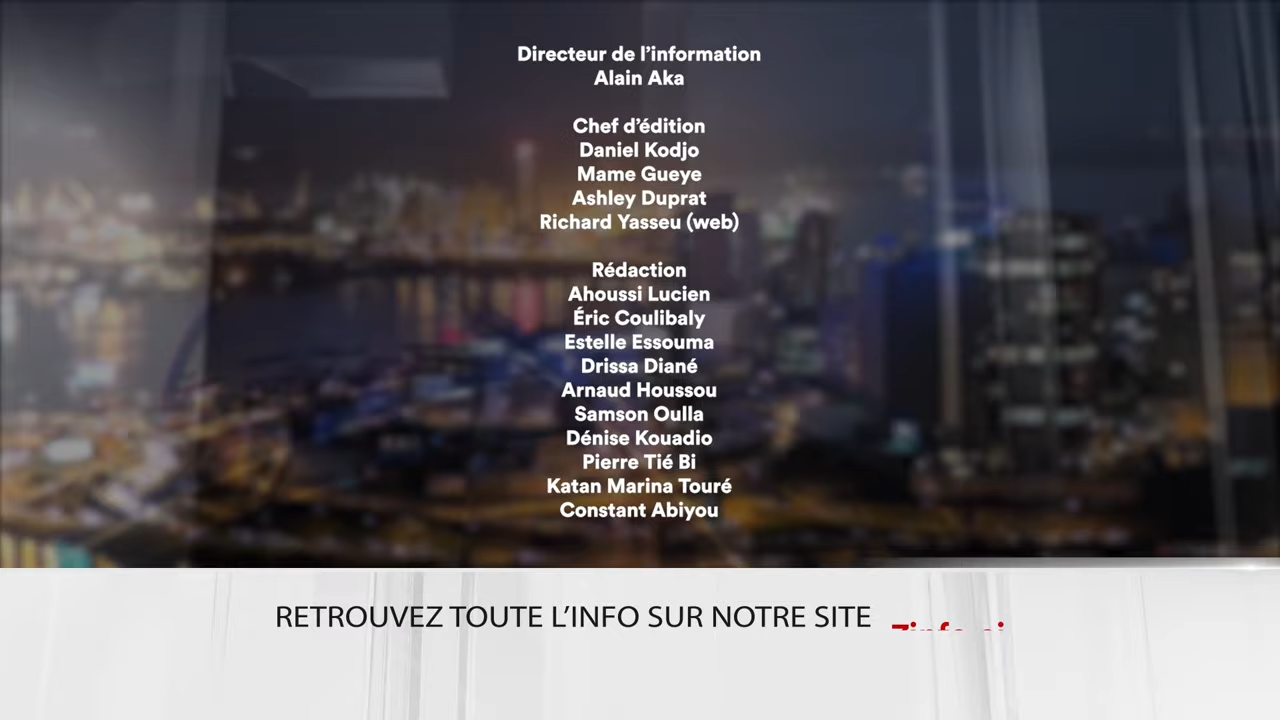 Directeur de l’information
Alain Aka
Chef d’édition
Daniel Kodjo
Mame Gueye
Ashley Duprat
Richard Yasseu (web)
Rédaction
Ahoussi Lucien
Éric Coulibaly
Estelle Essouma
Drissa Diané
Arnaud Houssou
Samson Oulla
Dénise Kouadio
Pierre Tié Bi
Katan Marina Touré
Constant Abiyou
RETROUVEZ TOUTE L’INFO SUR NOTRE SITE